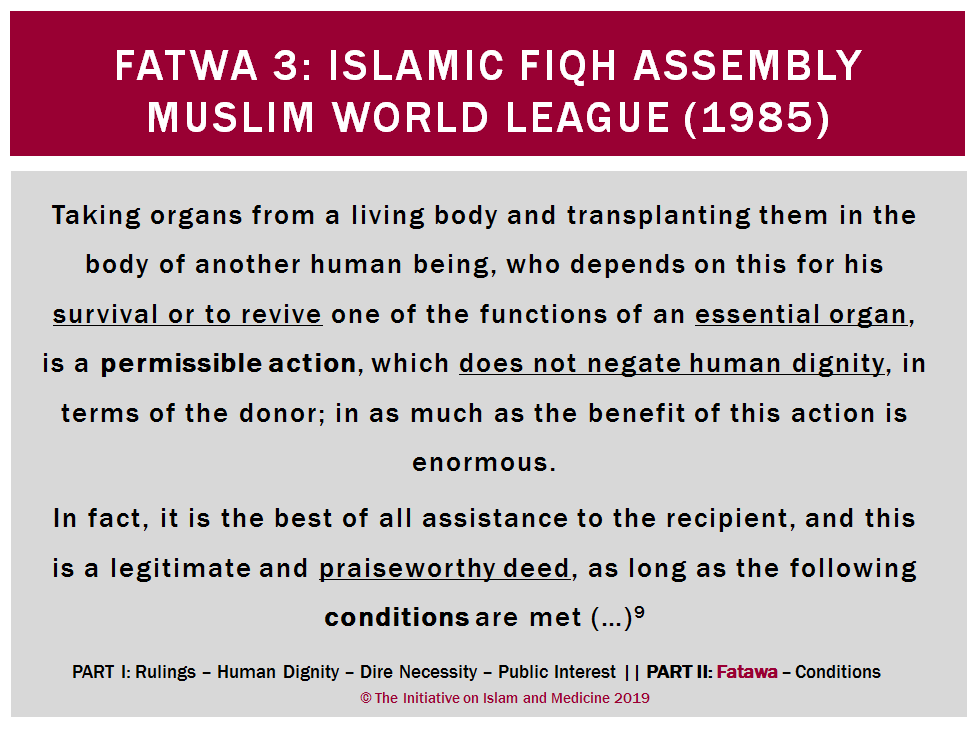 FATWA 3: ISLAMIC FIQH ASSEMBLY
MUSLIM WORLD LEAGUE (1985)
Taking organs from a living body and transplanting them in the
body of another human being, who depends on this for his
survival or to revive one of the functions of an essential organ,
is a permissible action, which does not negate human dignity, in
terms of the donor; in as much as the benefit of this action is
enormous.
In fact, it is the best of all assistance to the recipient, and this
is a legitimate and praiseworthy deed, as long as the following
conditions are met (...)⁹
PART I: Rulings – Human Dignity – Dire Necessity – Public Interest || PART II: Fatawa – Conditions
© The Initiative on Islam and Medicine 2019